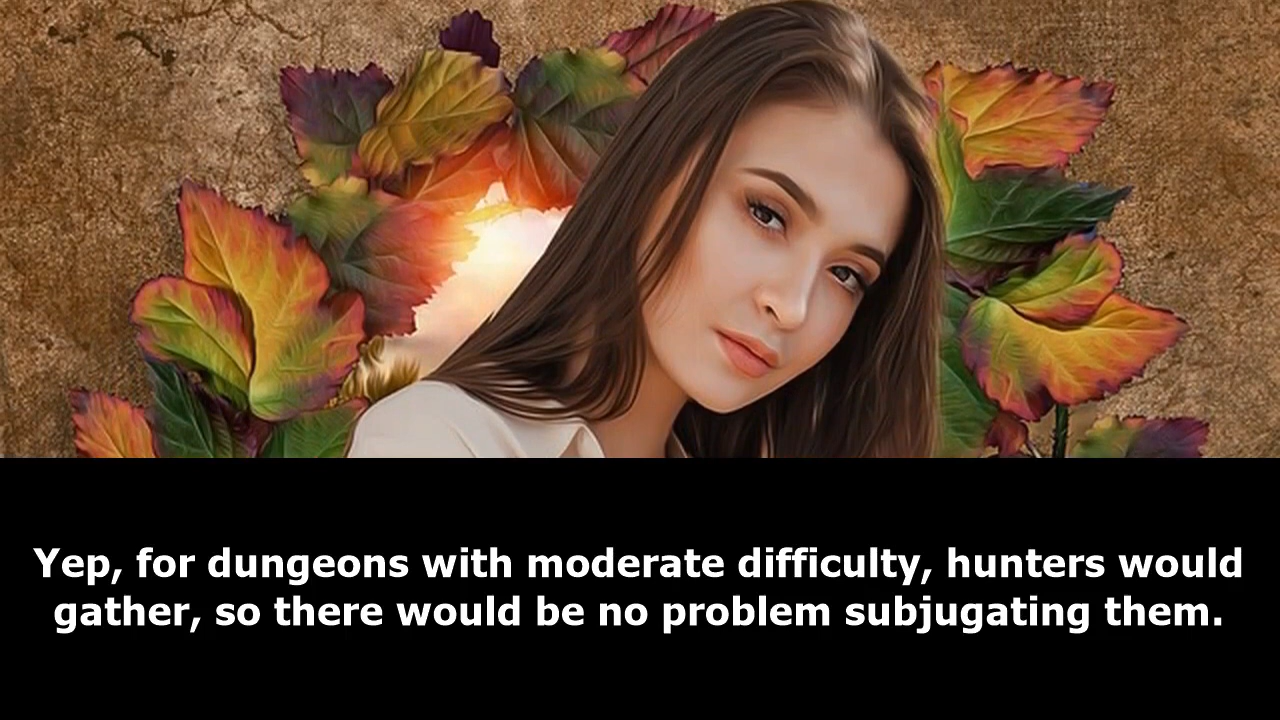 Yep, for dungeons with moderate difficulty, hunters would
gather, so there would be no problem subjugating them.